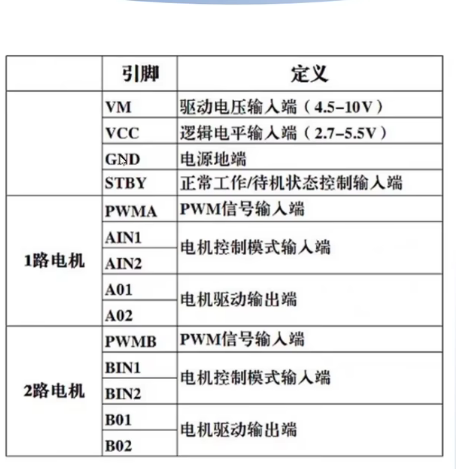 引脚 定义
VM 驱动电压输入端（4.5-10V）
VCC 逻辑电平输入端（2.7-5.5V）
GND 电源地端
STBY 正常工作/待机状态控制输入端
1路电机
PWMA PWM信号输入端
AIN1
AIN2
电机控制模式输入端
A01
A02
电机驱动输出端
2路电机
PWMB PWM信号输入端
BIN1
BIN2
电机控制模式输入端
B01
B02
电机驱动输出端